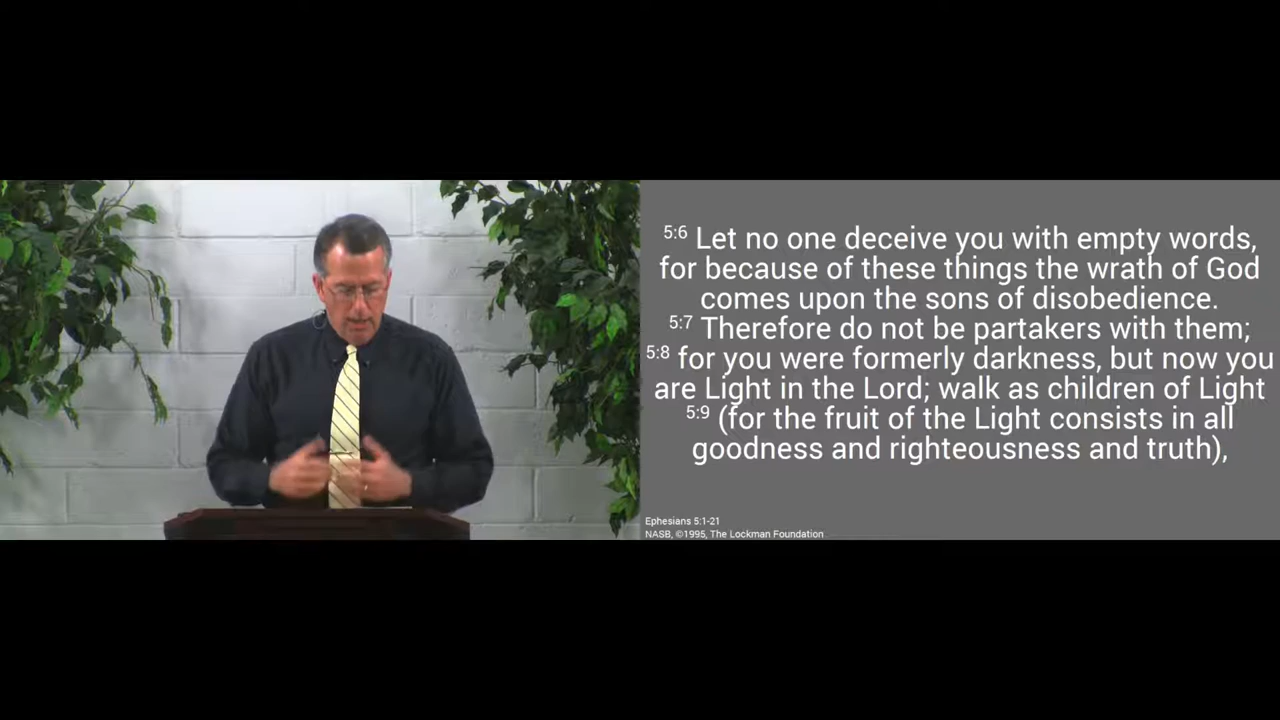 5:6 Let no one deceive you with empty words,
for because of these things the wrath of God
comes upon the sons of disobedience.
5:7 Therefore do not be partakers with them;
5:8 for you were formerly darkness, but now you
are Light in the Lord; walk as children of Light
5:9 (for the fruit of the Light consists in all
goodness and righteousness and truth),
Ephesians 5:1-21
NASB, ©1995, The Lockman Foundation